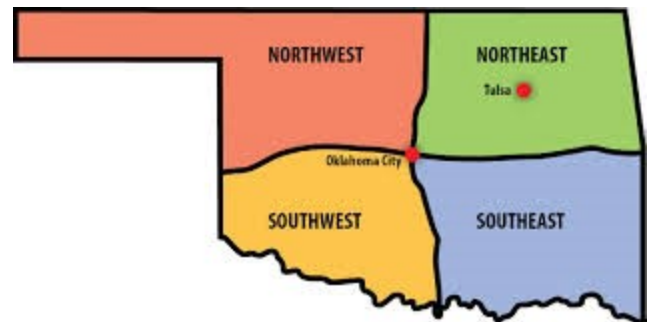 NORTHWEST
NORTHEAST
Tulsa
Oklahoma City
SOUTHWEST
SOUTHEAST